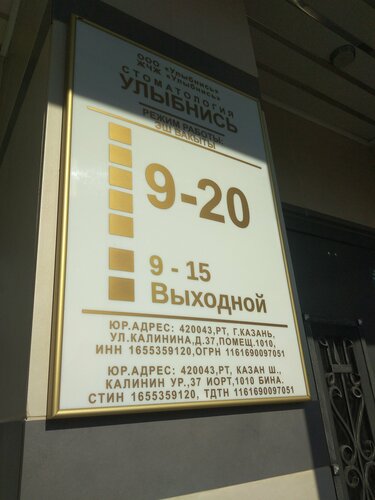 ООО «Улыбнись»
ЖЧЖ «Улыбнись»
СТОМАТОЛОГИЯ
УЛЫБНИСЬ
РЕЖИМ РАБОТЫ:
ЭШ ВАКЫТЫ
9-20
9 - 15
Выходной
ЮР.АДРЕС: 420043,РТ, Г.КАЗАНЬ,
УЛ.КАЛИНИНА,Д.37,ПОМЕЩ.1010,
ИНН 1655359120,ОГРН 1161690097051
ЮР.АДРЕС: 420043,РТ, КАЗАН Ш.,
КАЛИНИН УР.,37 ЙОРТ,1010 БИНА.
СТИН 1655359120, ТДТН 1161690097051